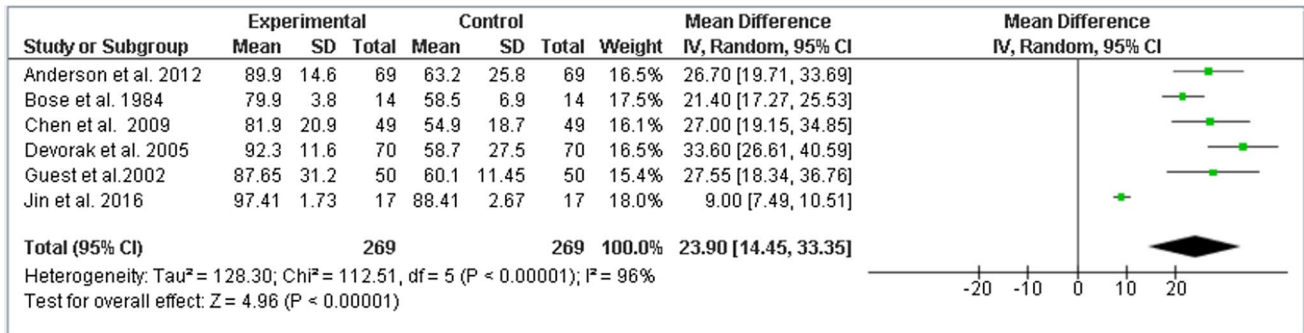 Experimental Control Mean Difference Mean Difference
Study or Subgroup Mean SD Total Mean SD Total Weight IV, Random, 95% CI IV, Random, 95% CI
Anderson et al. 2012 89.9 14.6 69 63.2 25.8 69 16.5% 26.70 [19.71, 33.69]
Bose et al. 1984 79.9 3.8 14 58.5 6.9 14 17.5% 21.40 [17.27, 25.53]
Chen et al. 2009 81.9 20.9 49 54.9 18.7 49 16.1% 27.00 [19.15, 34.85]
Devorak et al. 2005 92.3 11.6 70 58.7 27.5 70 16.5% 33.60 [26.61, 40.59]
Guest et al.2002 87.65 31.2 50 60.1 11.45 50 15.4% 27.55 [18.34, 36.76]
Jin et al. 2016 97.41 1.73 17 88.41 2.67 17 18.0% 9.00 [7.49, 10.51]
Total (95% CI) 269 269 100.0% 23.90 [14.45, 33.35]
Heterogeneity: Tau² = 128.30; Chi² = 112.51, df = 5 (P < 0.00001); I² = 96%
Test for overall effect: Z = 4.96 (P < 0.00001)
-20 -10 0 10 20